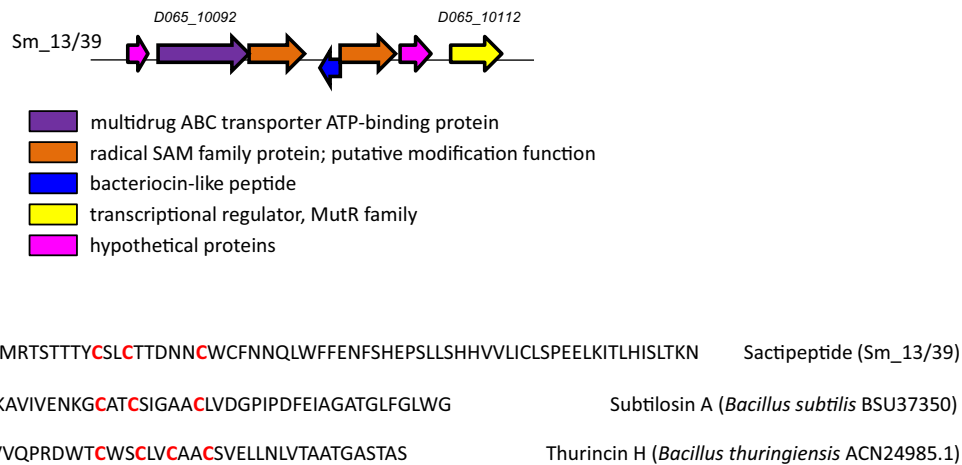 D065_10092 D065_10112
Sm_13/39
multidrug ABC transporter ATP-binding protein
radical SAM family protein; putative modification function
bacteriocin-like peptide
transcriptional regulator, MutR family
hypothetical proteins
MRTSTTTYCSLCTTDNNCWCFNNQLWFFENFSHEPSLLSHHVVLICLSPEELKITLHISLTKN Sactipeptide (Sm_13/39)
KAVIVENKGCATCSIGAACLVDGPIPDFEIAGATGLFGLWG Subtilosin A (Bacillus subtilis BSU37350)
VVQPRDWTCWSCLVCAACSVELLNLVTAATGASTAS Thurincin H (Bacillus thuringiensis ACN24985.1)